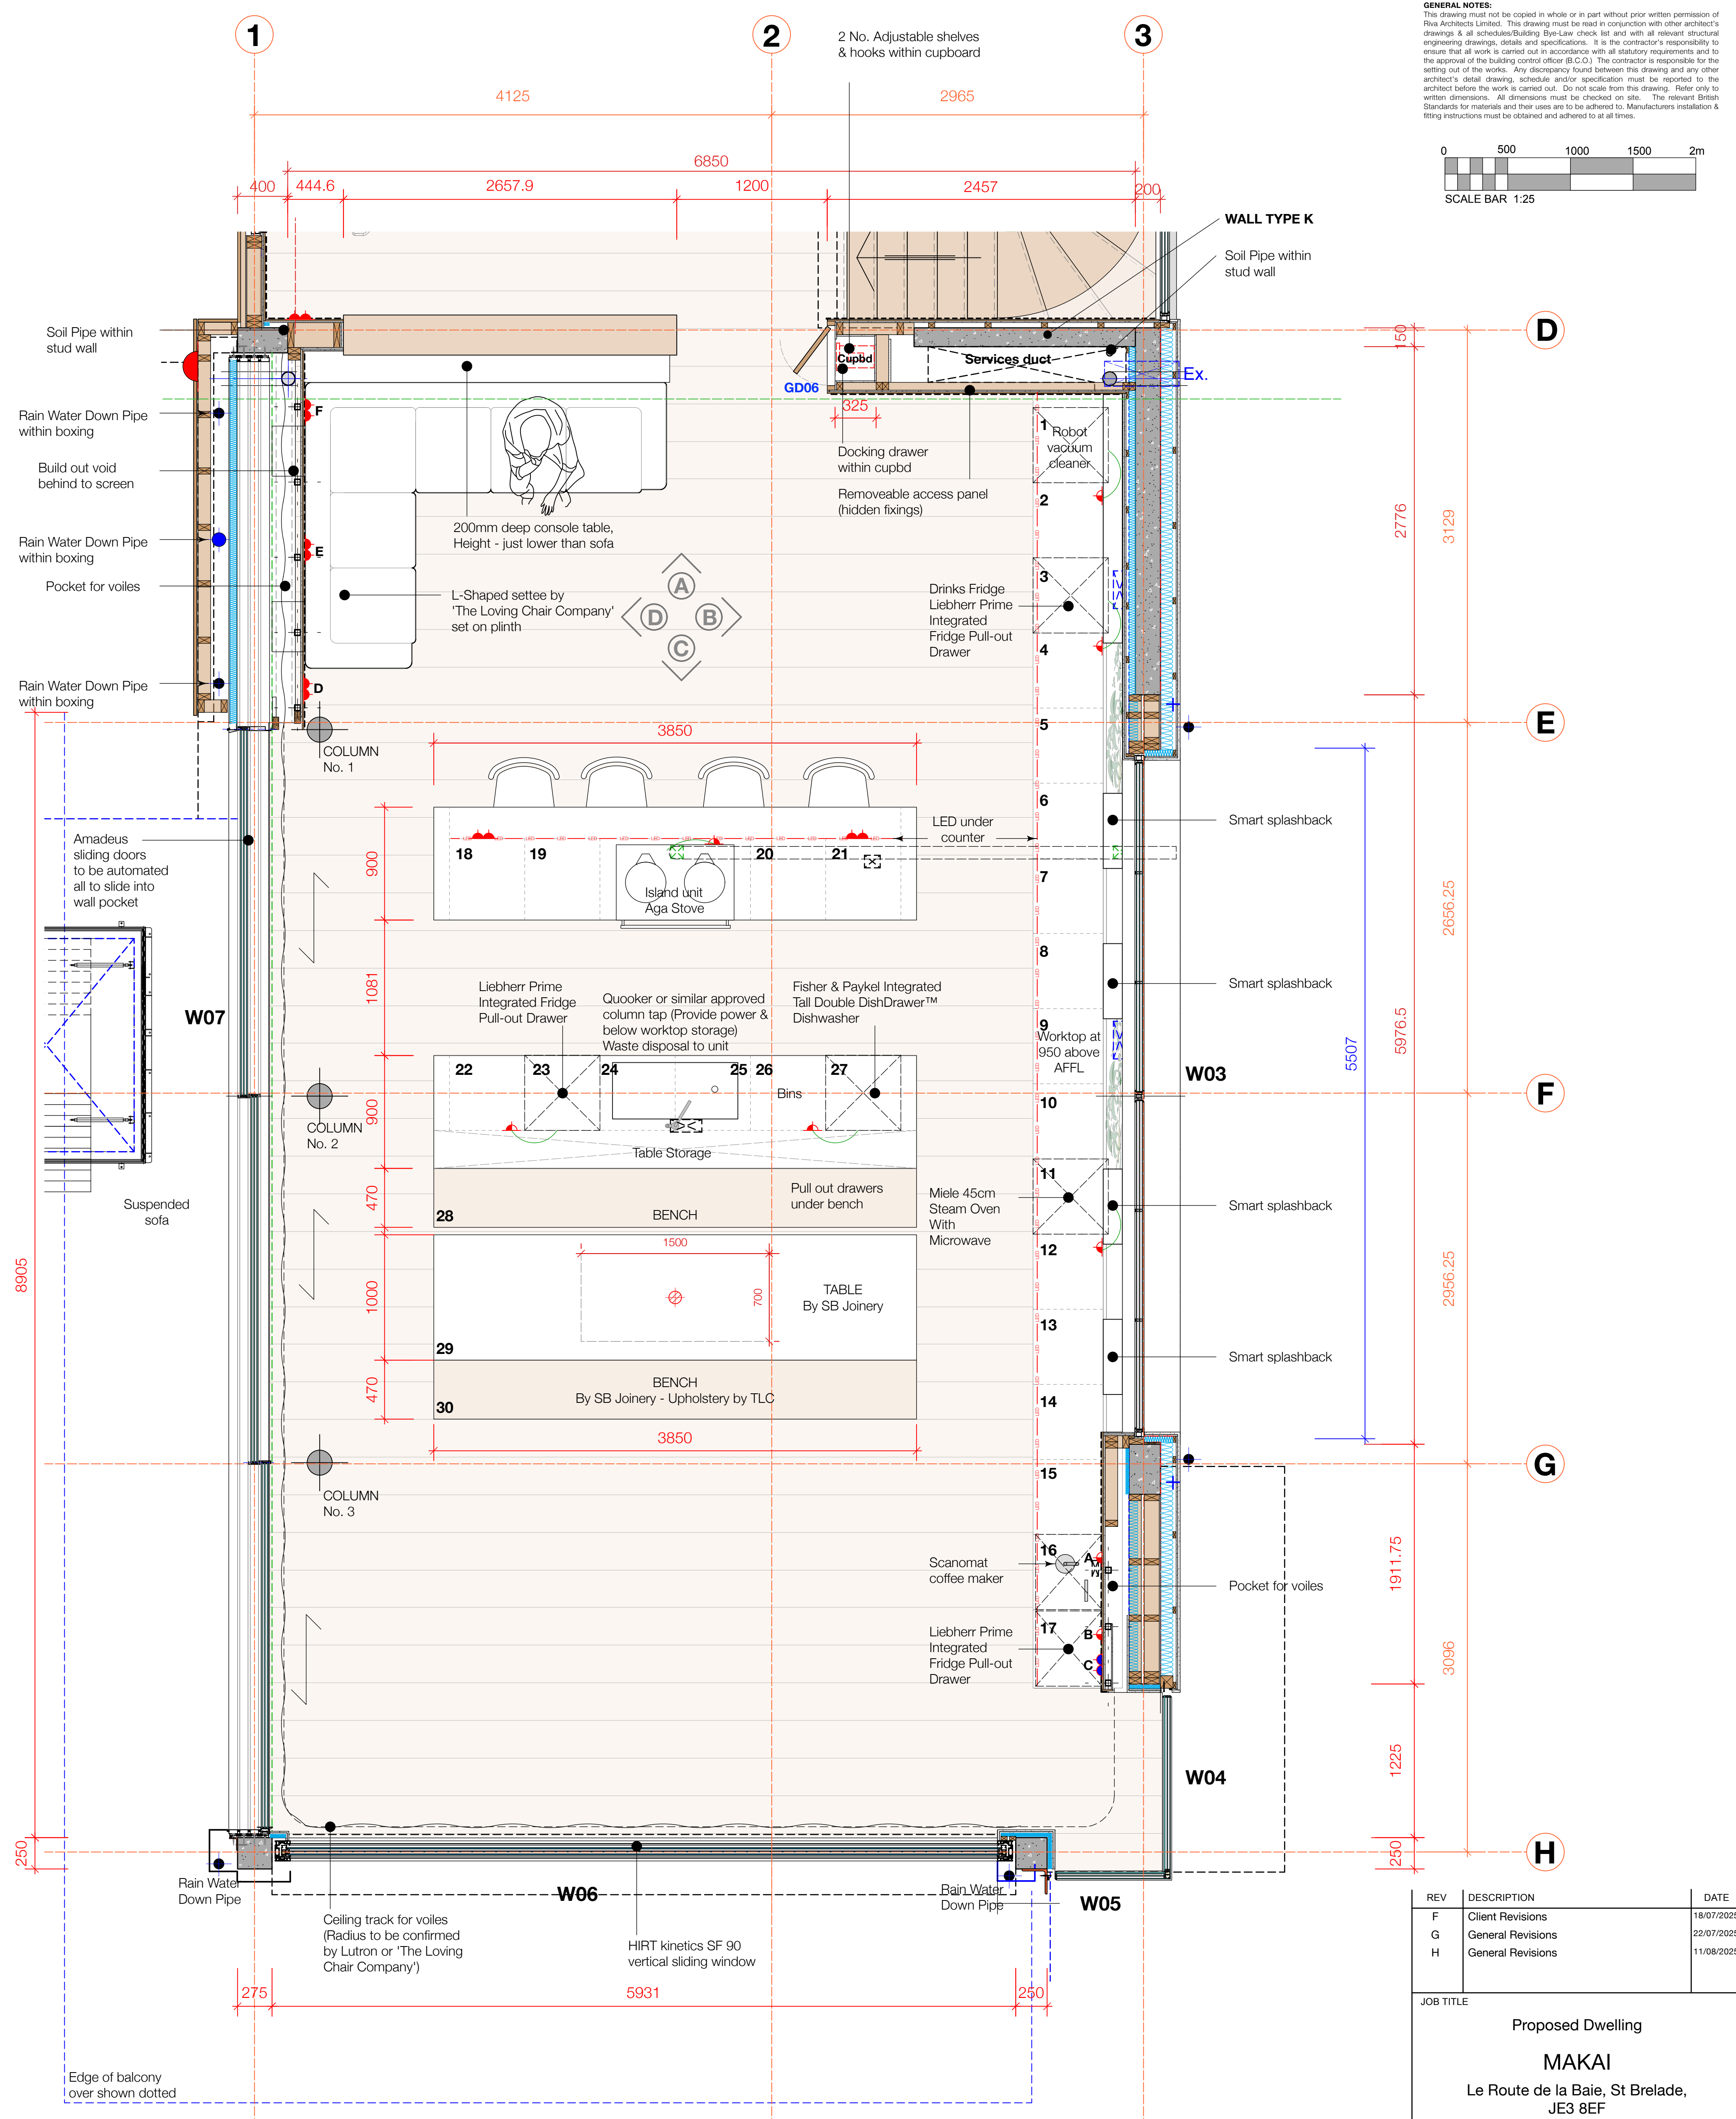 GENERAL NOTES:
This drawing must not be copied in whole or in part without prior written permission of
Riva Architects Limited. This drawing must be read in conjunction with other architect's
drawings & all schedules/Building Bye-Law check list and with all relevant structural
engineering drawings, details and specifications. It is the contractor's responsibility to
ensure that all work is carried out in accordance with all statutory requirements and to
the approval of the building control officer (B.C.O.) The contractor is responsible for the
setting out of the works. Any discrepancy found between this drawing and any other
architect's detail drawing, schedule and/or specification must be reported to the
architect before the work is carried out. Do not scale from this drawing. Refer only to
written dimensions. All dimensions must be checked on site. The relevant British
Standards for materials and their uses are to be adhered to. Manufacturers installation &
fitting instructions must be obtained and adhered to at all times.
0 500 1000 1500 2m
SCALE BAR 1:25
1 2 3
2 No. Adjustable shelves
& hooks within cupboard
4125 2965
6850
400 444.6 2657.9 1200 2457 200
WALL TYPE K
Soil Pipe within
stud wall
Soil Pipe within
stud wall
D
150
Cupbd
Services duct
Ex.
GD06
325
Rain Water Down Pipe
within boxing
F
1
Robot
vacuum
cleaner
Docking drawer
within cupbd
Build out void
behind to screen
Removeable access panel
(hidden fixings)
2
2776
3129
200mm deep console table,
Height - just lower than sofa
Rain Water Down Pipe
within boxing
E
Pocket for voiles
L-Shaped settee by
'The Loving Chair Company'
set on plinth
A
D B
C
Drinks Fridge
Liebherr Prime
Integrated
Fridge Pull-out
Drawer
3
4
Rain Water Down Pipe
within boxing
D
5
E
3850
COLUMN
No. 1
6
LED under
counter
Smart splashback
Amadeus
sliding doors
to be automated
all to slide into
wall pocket
900
18 19 20 21
Island unit
Aga Stove
7
2656.25
8
Smart splashback
5976.5
5507
1081
W07
Liebherr Prime
Integrated Fridge
Pull-out Drawer
Quooker or similar approved
column tap (Provide power &
below worktop storage)
Waste disposal to unit
Fisher & Paykel Integrated
Tall Double DishDrawer™
Dishwasher
9
Worktop at
950 above
AFFL
W03
22 23 24 25 26 27
Bins
F
900
10
COLUMN
No. 2
Table Storage
11
Suspended
sofa
470
Pull out drawers
under bench
28
BENCH
Miele 45cm
Steam Oven
With
Microwave
Smart splashback
12
8905
1500
1000
700
TABLE
By SB Joinery
2956.25
13
29
Smart splashback
470
BENCH
By SB Joinery - Upholstery by TLC
30
14
3850
G
15
COLUMN
No. 3
16
A
Scanomat
coffee maker
Pocket for voiles
1911.75
17
B
C
Liebherr Prime
Integrated
Fridge Pull-out
Drawer
3096
1225
W04
250
250
H
Rain Water
Down Pipe
W06
Rain Water
Down Pipe
W05
Ceiling track for voiles
(Radius to be confirmed
by Lutron or 'The Loving
Chair Company')
HIRT kinetics SF 90
vertical sliding window
275 5931 250
Edge of balcony
over shown dotted
REV DESCRIPTION DATE
F Client Revisions 18/07/2025
G General Revisions 22/07/2025
H General Revisions 11/08/2025
JOB TITLE
Proposed Dwelling
MAKAI
Le Route de la Baie, St Brelade,
JE3 8EF